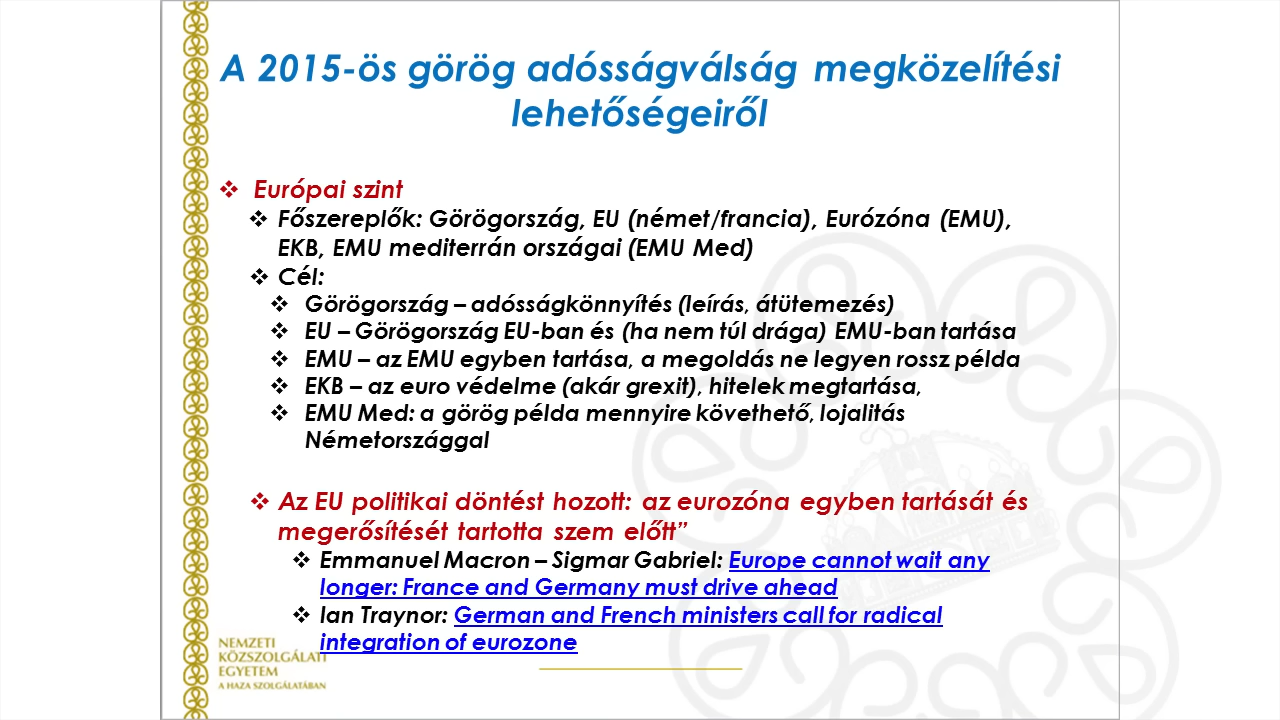 A 2015-ös görög adósságválság megközelítési
lehetőségeiről
❖ Európai szint
❖ Főszereplők: Görögország, EU (német/francia), Eurózóna (EMU),
EKB, EMU mediterrán országai (EMU Med)
❖ Cél:
❖ Görögország – adósságkönnyítés (leírás, átütemezés)
❖ EU – Görögország EU-ban és (ha nem túl drága) EMU-ban tartása
❖ EMU – az EMU egyben tartása, a megoldás ne legyen rossz példa
❖ EKB – az euro védelme (akár grexit), hitelek megtartása,
❖ EMU Med: a görög példa mennyire követhető, lojalitás
Németországgal
❖ Az EU politikai döntést hozott: az eurozóna egyben tartását és
megerősítését tartotta szem előtt”
❖ Emmanuel Macron – Sigmar Gabriel: Europe cannot wait any
longer: France and Germany must drive ahead
❖ Ian Traynor: German and French ministers call for radical
integration of eurozone
NEMZETI
KÖZSZOLGÁLATI
EGYETEM
A HAZA SZOLGÁLATÁBAN